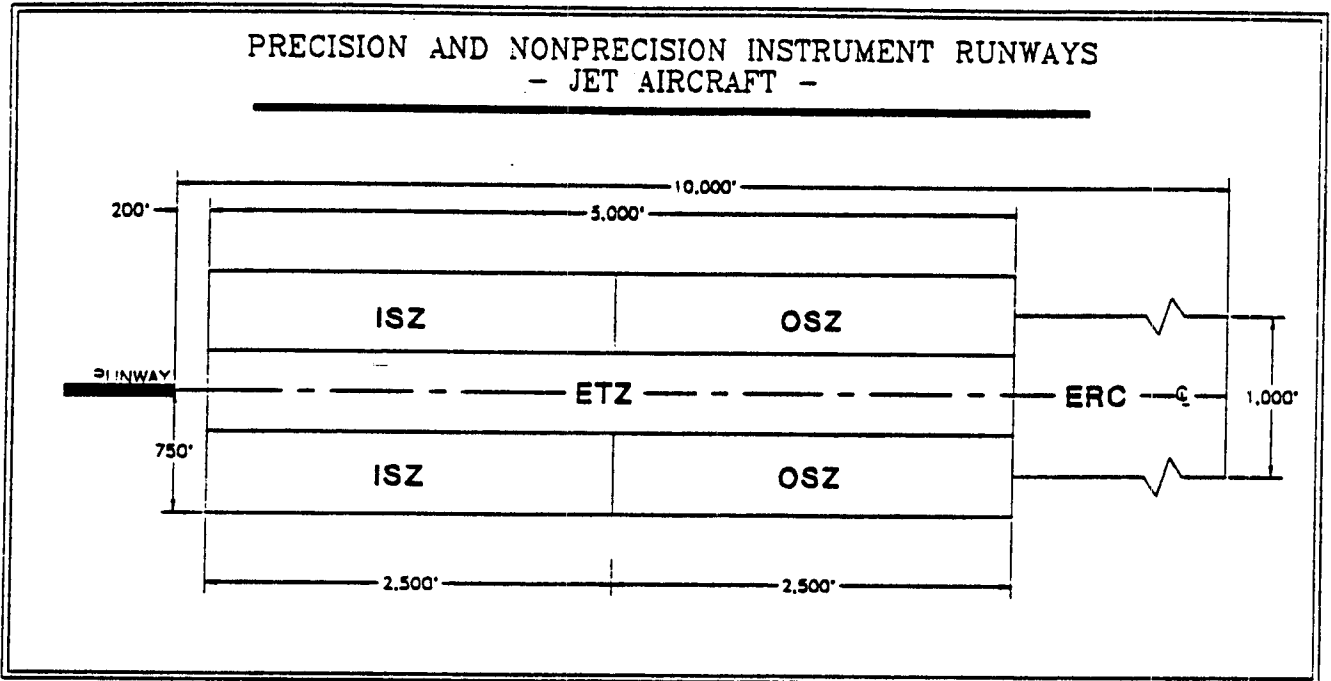 PRECISION AND NONPRECISION INSTRUMENT RUNWAYS
- JET AIRCRAFT -
10,000'
200'
5,000'
ISZ
OSZ
RUNWAY
ETZ
ERC
℄
1,000'
750'
ISZ
OSZ
2,500'
2,500'